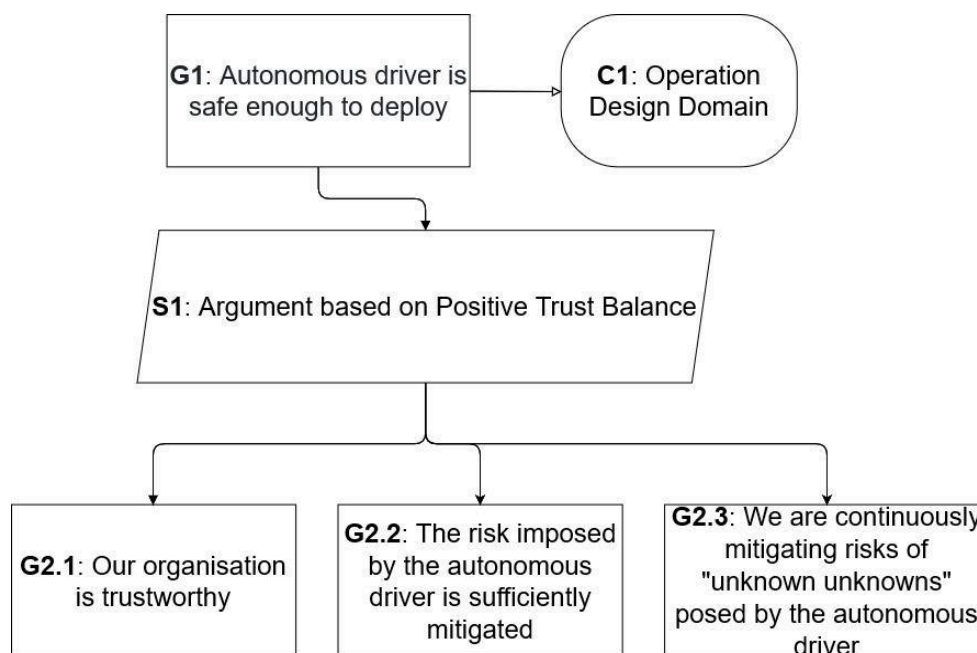 G1: Autonomous driver is
safe enough to deploy
C1: Operation
Design Domain
S1: Argument based on Positive Trust Balance
G2.1: Our organisation
is trustworthy
G2.2: The risk imposed
by the autonomous
driver is sufficiently
mitigated
G2.3: We are continuously
mitigating risks of
"unknown unknowns"
posed by the autonomous
driver